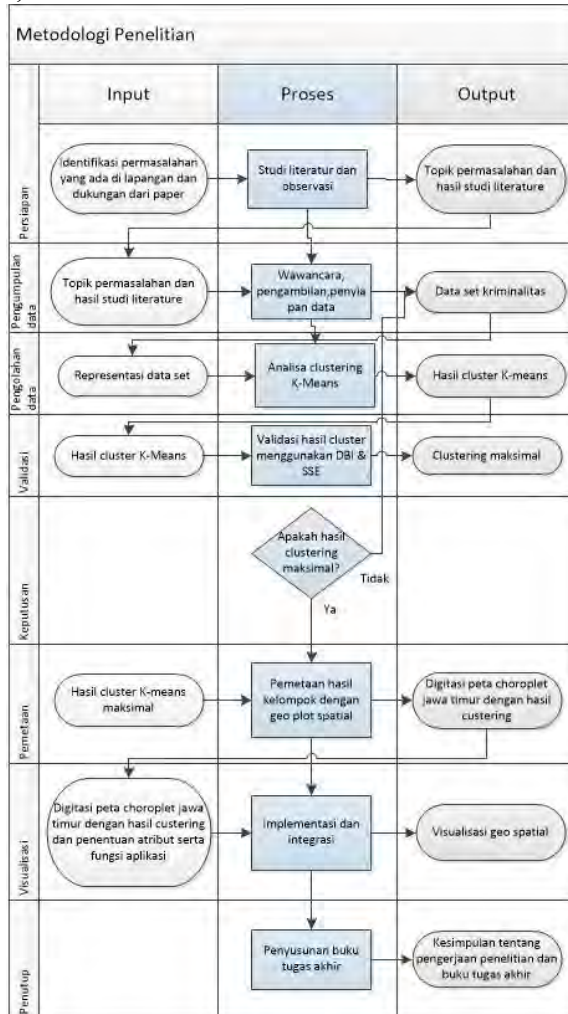 Metodologi Penelitian
Input
Proses
Output
Persiapan
Identifikasi permasalahan
yang ada di lapangan dan
dukungan dari paper
Studi literatur dan
observasi
Topik permasalahan dan
hasil studi literature
Pengumpulan
data
Topik permasalahan dan
hasil studi literature
Wawancara,
pengambilan,penyia
pan data
Data set kriminalitas
Pengolahan
data
Representasi data set
Analisa clustering
K-Means
Hasil cluster K-means
Validasi
Hasil cluster K-Means
Validasi hasil cluster
menggunakan DBI &
SSE
Clustering maksimal
Keputusan
Apakah hasil
clustering
maksimal?
Tidak
Ya
Pemetaan
Hasil cluster K-means
maksimal
Pemetaan hasil
kelompok dengan
geo plot spatial
Digitasi peta choroplet
jawa timur dengan hasil
custering
Visualisasi
Digitasi peta choroplet jawa
timur dengan hasil custering
dan penentuan atribut serta
fungsi aplikasi
Implementasi dan
integrasi
Visualisasi geo spatial
Penutup
Penyusunan buku
tugas akhir
Kesimpulan tentang
pengerjaan penelitian dan
buku tugas akhir